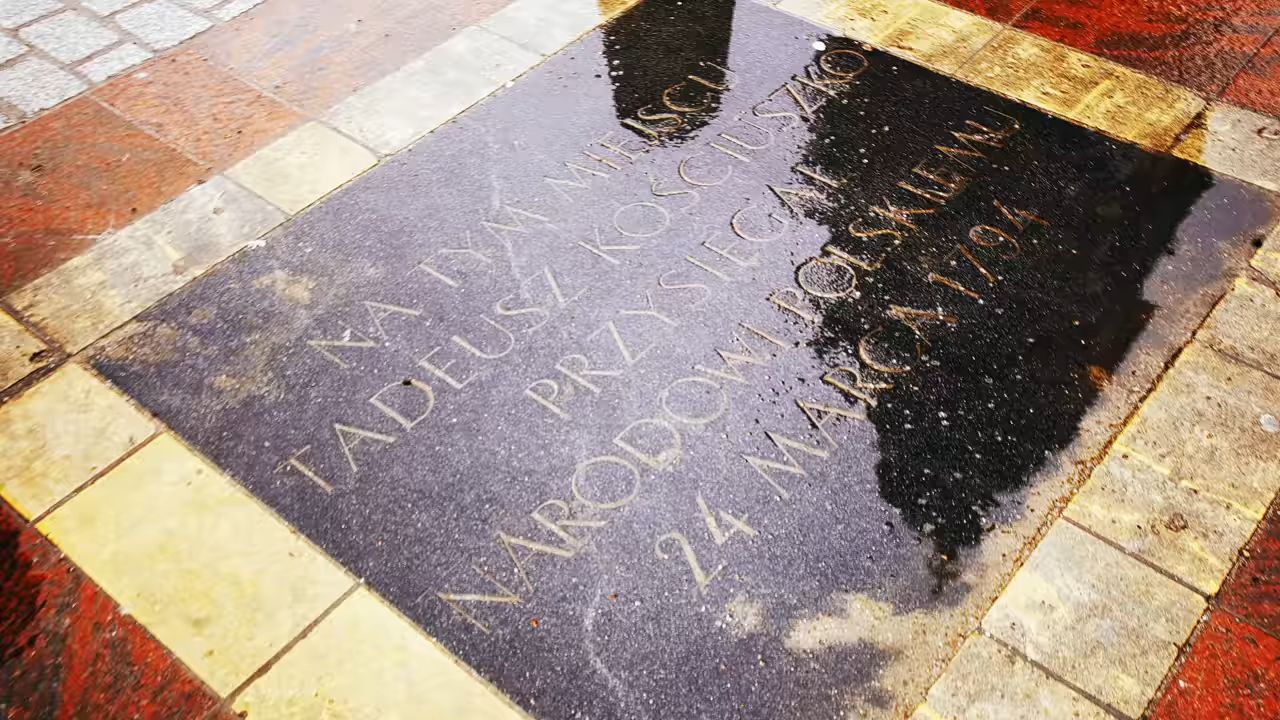 NA TYM MIEJSCU
TADEUSZ KOŚCIUSZKO
PRZYSIĘGAŁ
NARODOWI POLSKIEMU
24 MARCA 1794